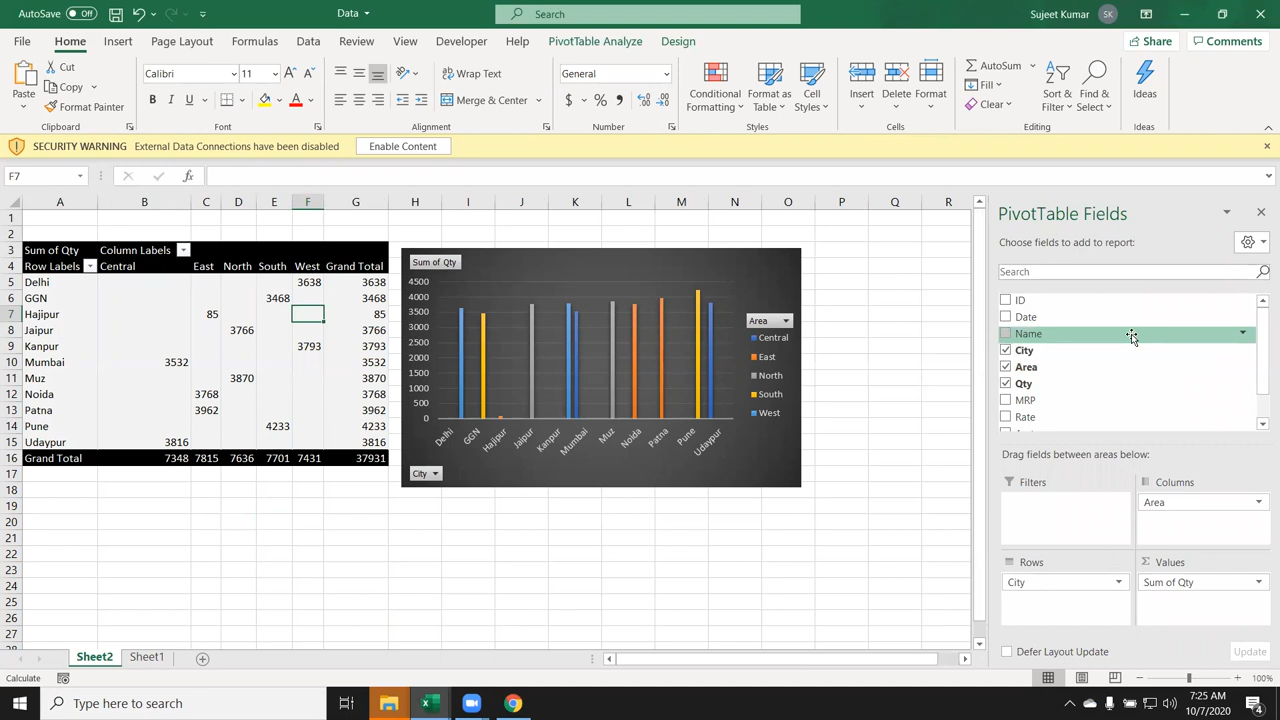 AutoSave Off
Data
Search
Sujeet Kumar
SK
File Home Insert Page Layout Formulas Data Review View Developer Help PivotTable Analyze Design
Share
Comments
Paste
Cut
Copy
Format Painter
Clipboard
Calibri
11
Font
Wrap Text
Merge & Center
Alignment
General
Number
Conditional Formatting
Format as Table
Cell Styles
Styles
Insert
Delete
Format
Cells
AutoSum
Fill
Clear
Sort & Filter
Find & Select
Editing
Ideas
Ideas
SECURITY WARNING External Data Connections have been disabled Enable Content
F7
A B C D E F G H I J K L M N O P Q R
1
2
3 Sum of Qty Column Labels
4 Row Labels Central East North South West Grand Total
5 Delhi 3638 3638
6 GGN 3468 3468
7 Hajipur 85 85
8 Jaipur 3766 3766
9 Kanpur 3793 3793
10 Mumbai 3532 3532
11 Muz 3870 3870
12 Noida 3768 3768
13 Patna 3962 3962
14 Pune 4233 4233
15 Udaypur 3816 3816
16 Grand Total 7348 7815 7636 7701 7431 37931
17
18
19
20
21
22
23
24
25
26
27
Sum of Qty
4500
4000
3500
3000
2500
2000
1500
1000
500
0
Delhi GGN Hajipur Jaipur Kanpur Mumbai Muz Noida Patna Pune Udaypur
Area
Central
East
North
South
West
City
PivotTable Fields
Choose fields to add to report:
Search
ID
Date
Name
City
Area
Qty
MRP
Rate
Drag fields between areas below:
Filters
Columns
Area
Rows
Values
City
Sum of Qty
Defer Layout Update
Update
Sheet2 Sheet1
Calculate
100%
Type here to search
7:25 AM
10/7/2020